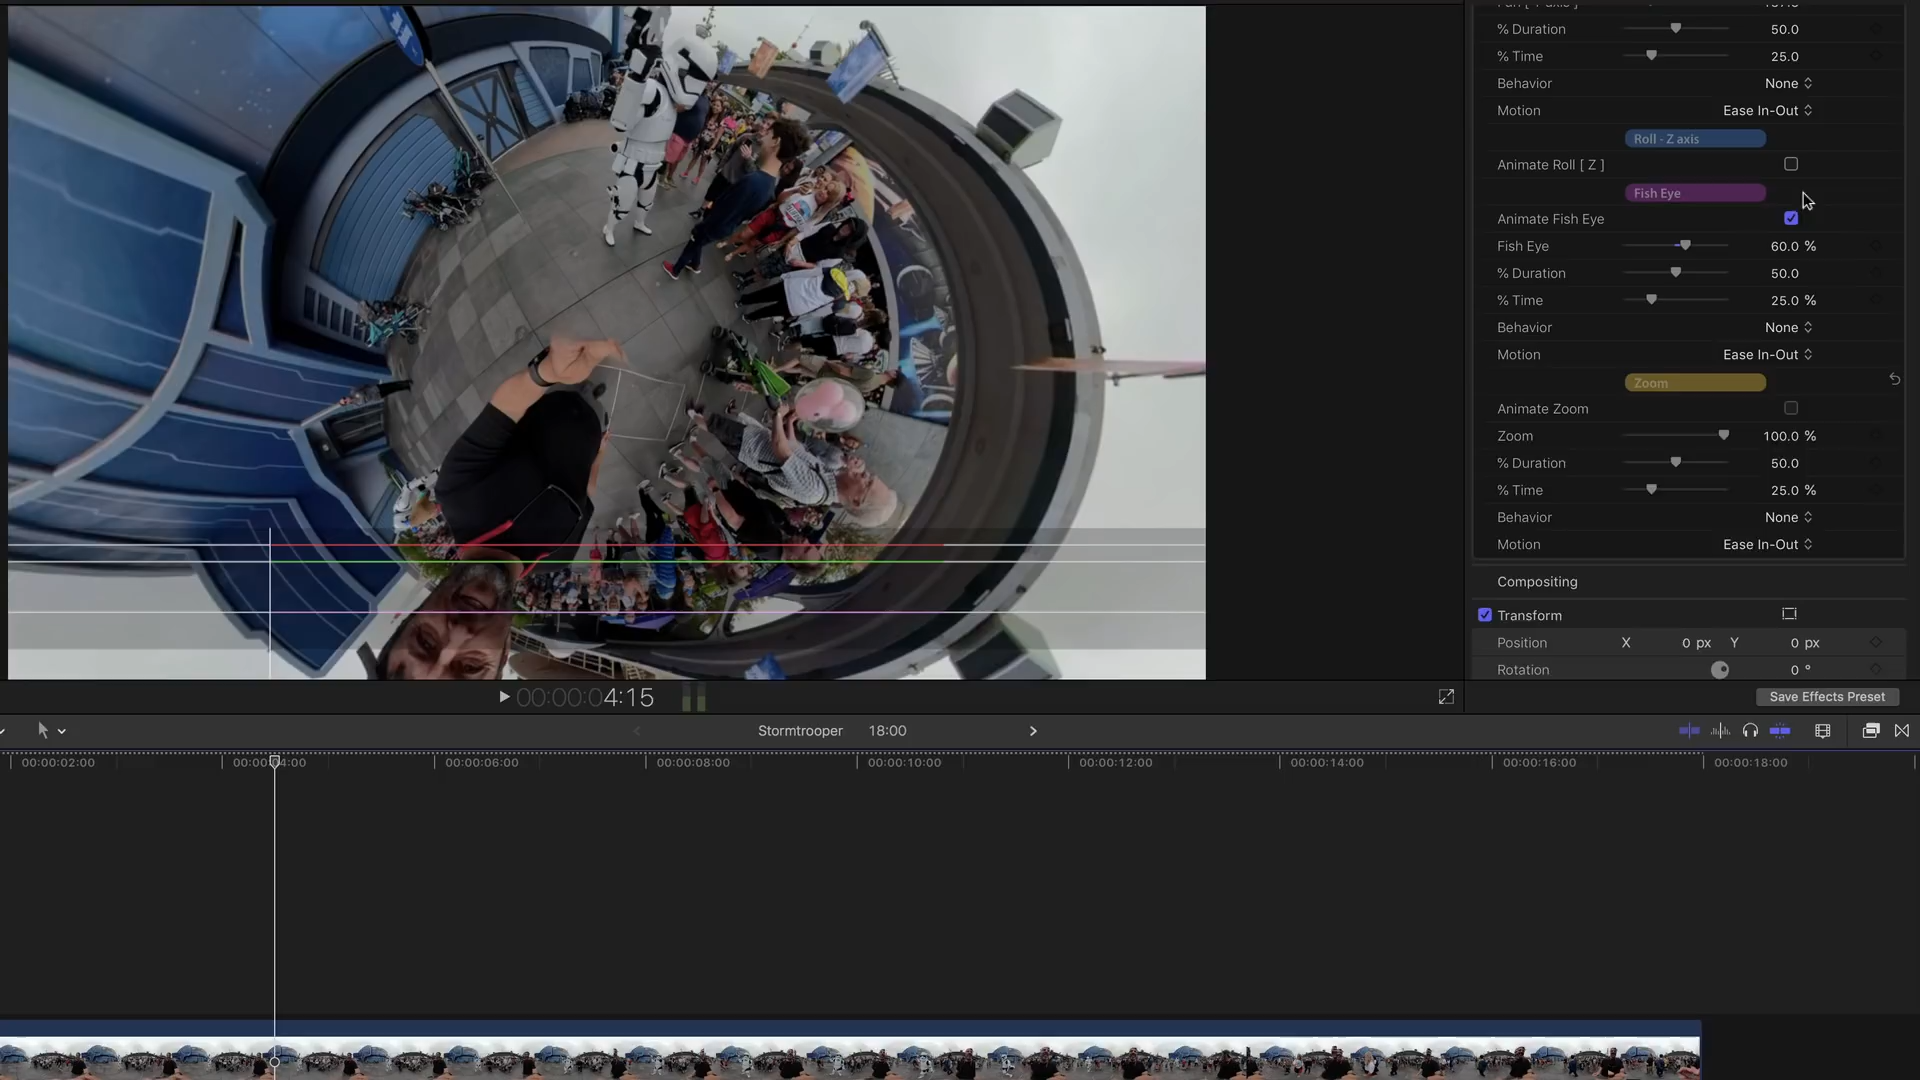 % Duration 50.0
% Time 25.0
Behavior None
Motion Ease In-Out
Roll - Z axis
Animate Roll [ Z ]
Fish Eye
Animate Fish Eye
Fish Eye 60.0 %
% Duration 50.0
% Time 25.0 %
Behavior None
Motion Ease In-Out
Zoom
Animate Zoom
Zoom 100.0 %
% Duration 50.0
% Time 25.0 %
Behavior None
Motion Ease In-Out
Compositing
Transform
Position X 0 px Y 0 px
Rotation 0 °
00:00:04:15
Save Effects Preset
Stormtrooper 18:00
00:00:02:00 00:00:04:00 00:00:06:00 00:00:08:00 00:00:10:00 00:00:12:00 00:00:14:00 00:00:16:00 00:00:18:00